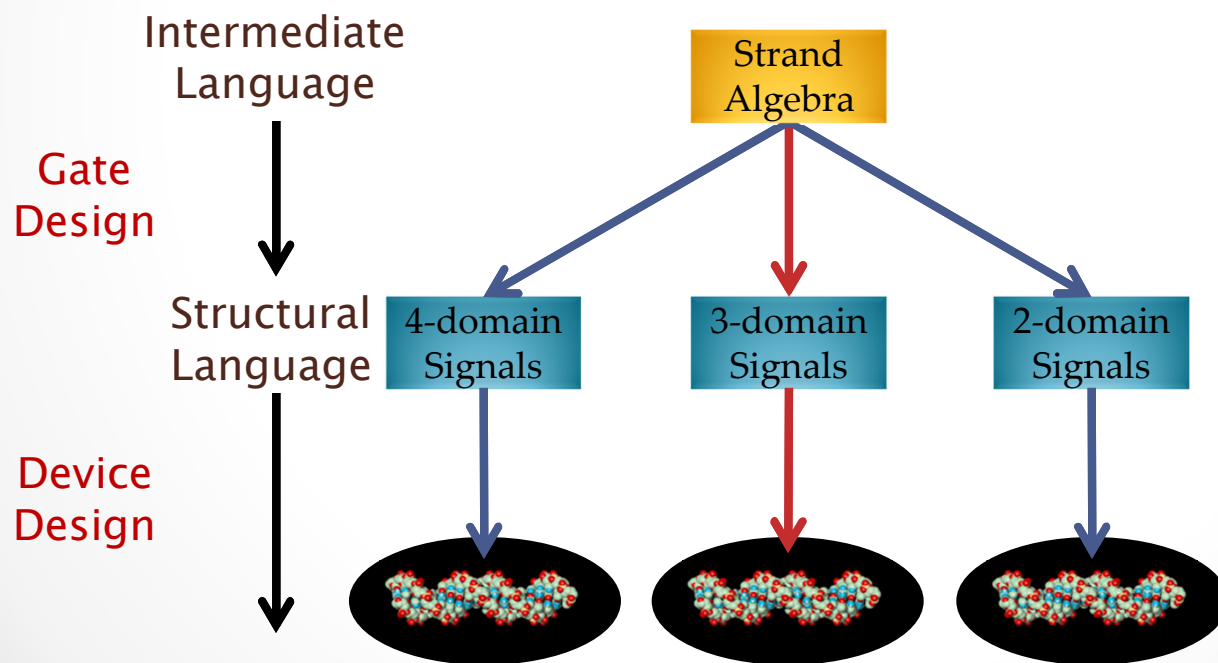 Intermediate
Language
Strand
Algebra
Gate
Design
Structural
Language
4-domain
Signals
3-domain
Signals
2-domain
Signals
Device
Design